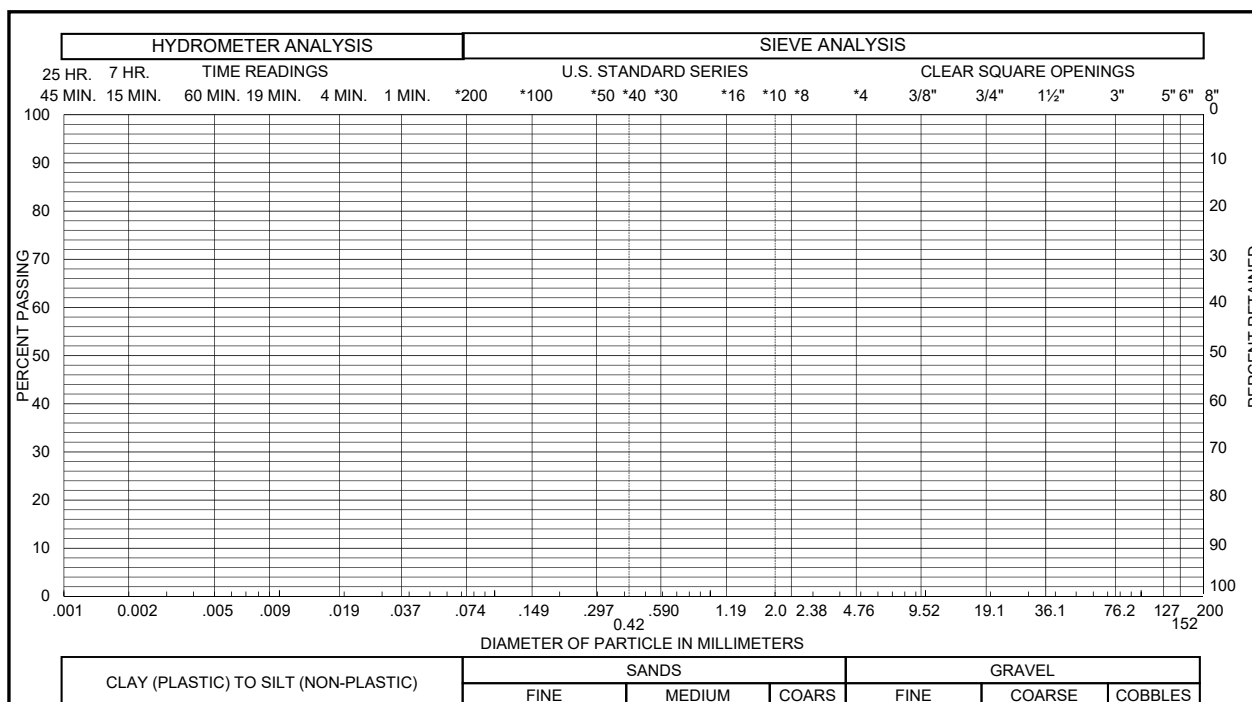 HYDROMETER ANALYSIS SIEVE ANALYSIS
25 HR. 7 HR. TIME READINGS U.S. STANDARD SERIES CLEAR SQUARE OPENINGS
45 MIN. 15 MIN. 60 MIN. 19 MIN. 4 MIN. 1 MIN. *200 *100 *50 *40 *30 *16 *10 *8 *4 3/8" 3/4" 1½" 3" 5" 6" 8"
100 0
90 10
80 20
70 30
60 40
50 50
40 60
30 70
20 80
10 90
0 100
PERCENT PASSING
PERCENT RETAINED
.001 0.002 .005 .009 .019 .037 .074 .149 .297 .590 1.19 2.0 2.38 4.76 9.52 19.1 36.1 76.2 127 200
0.42 152
DIAMETER OF PARTICLE IN MILLIMETERS
CLAY (PLASTIC) TO SILT (NON-PLASTIC) SANDS GRAVEL
FINE MEDIUM COARS FINE COARSE COBBLES